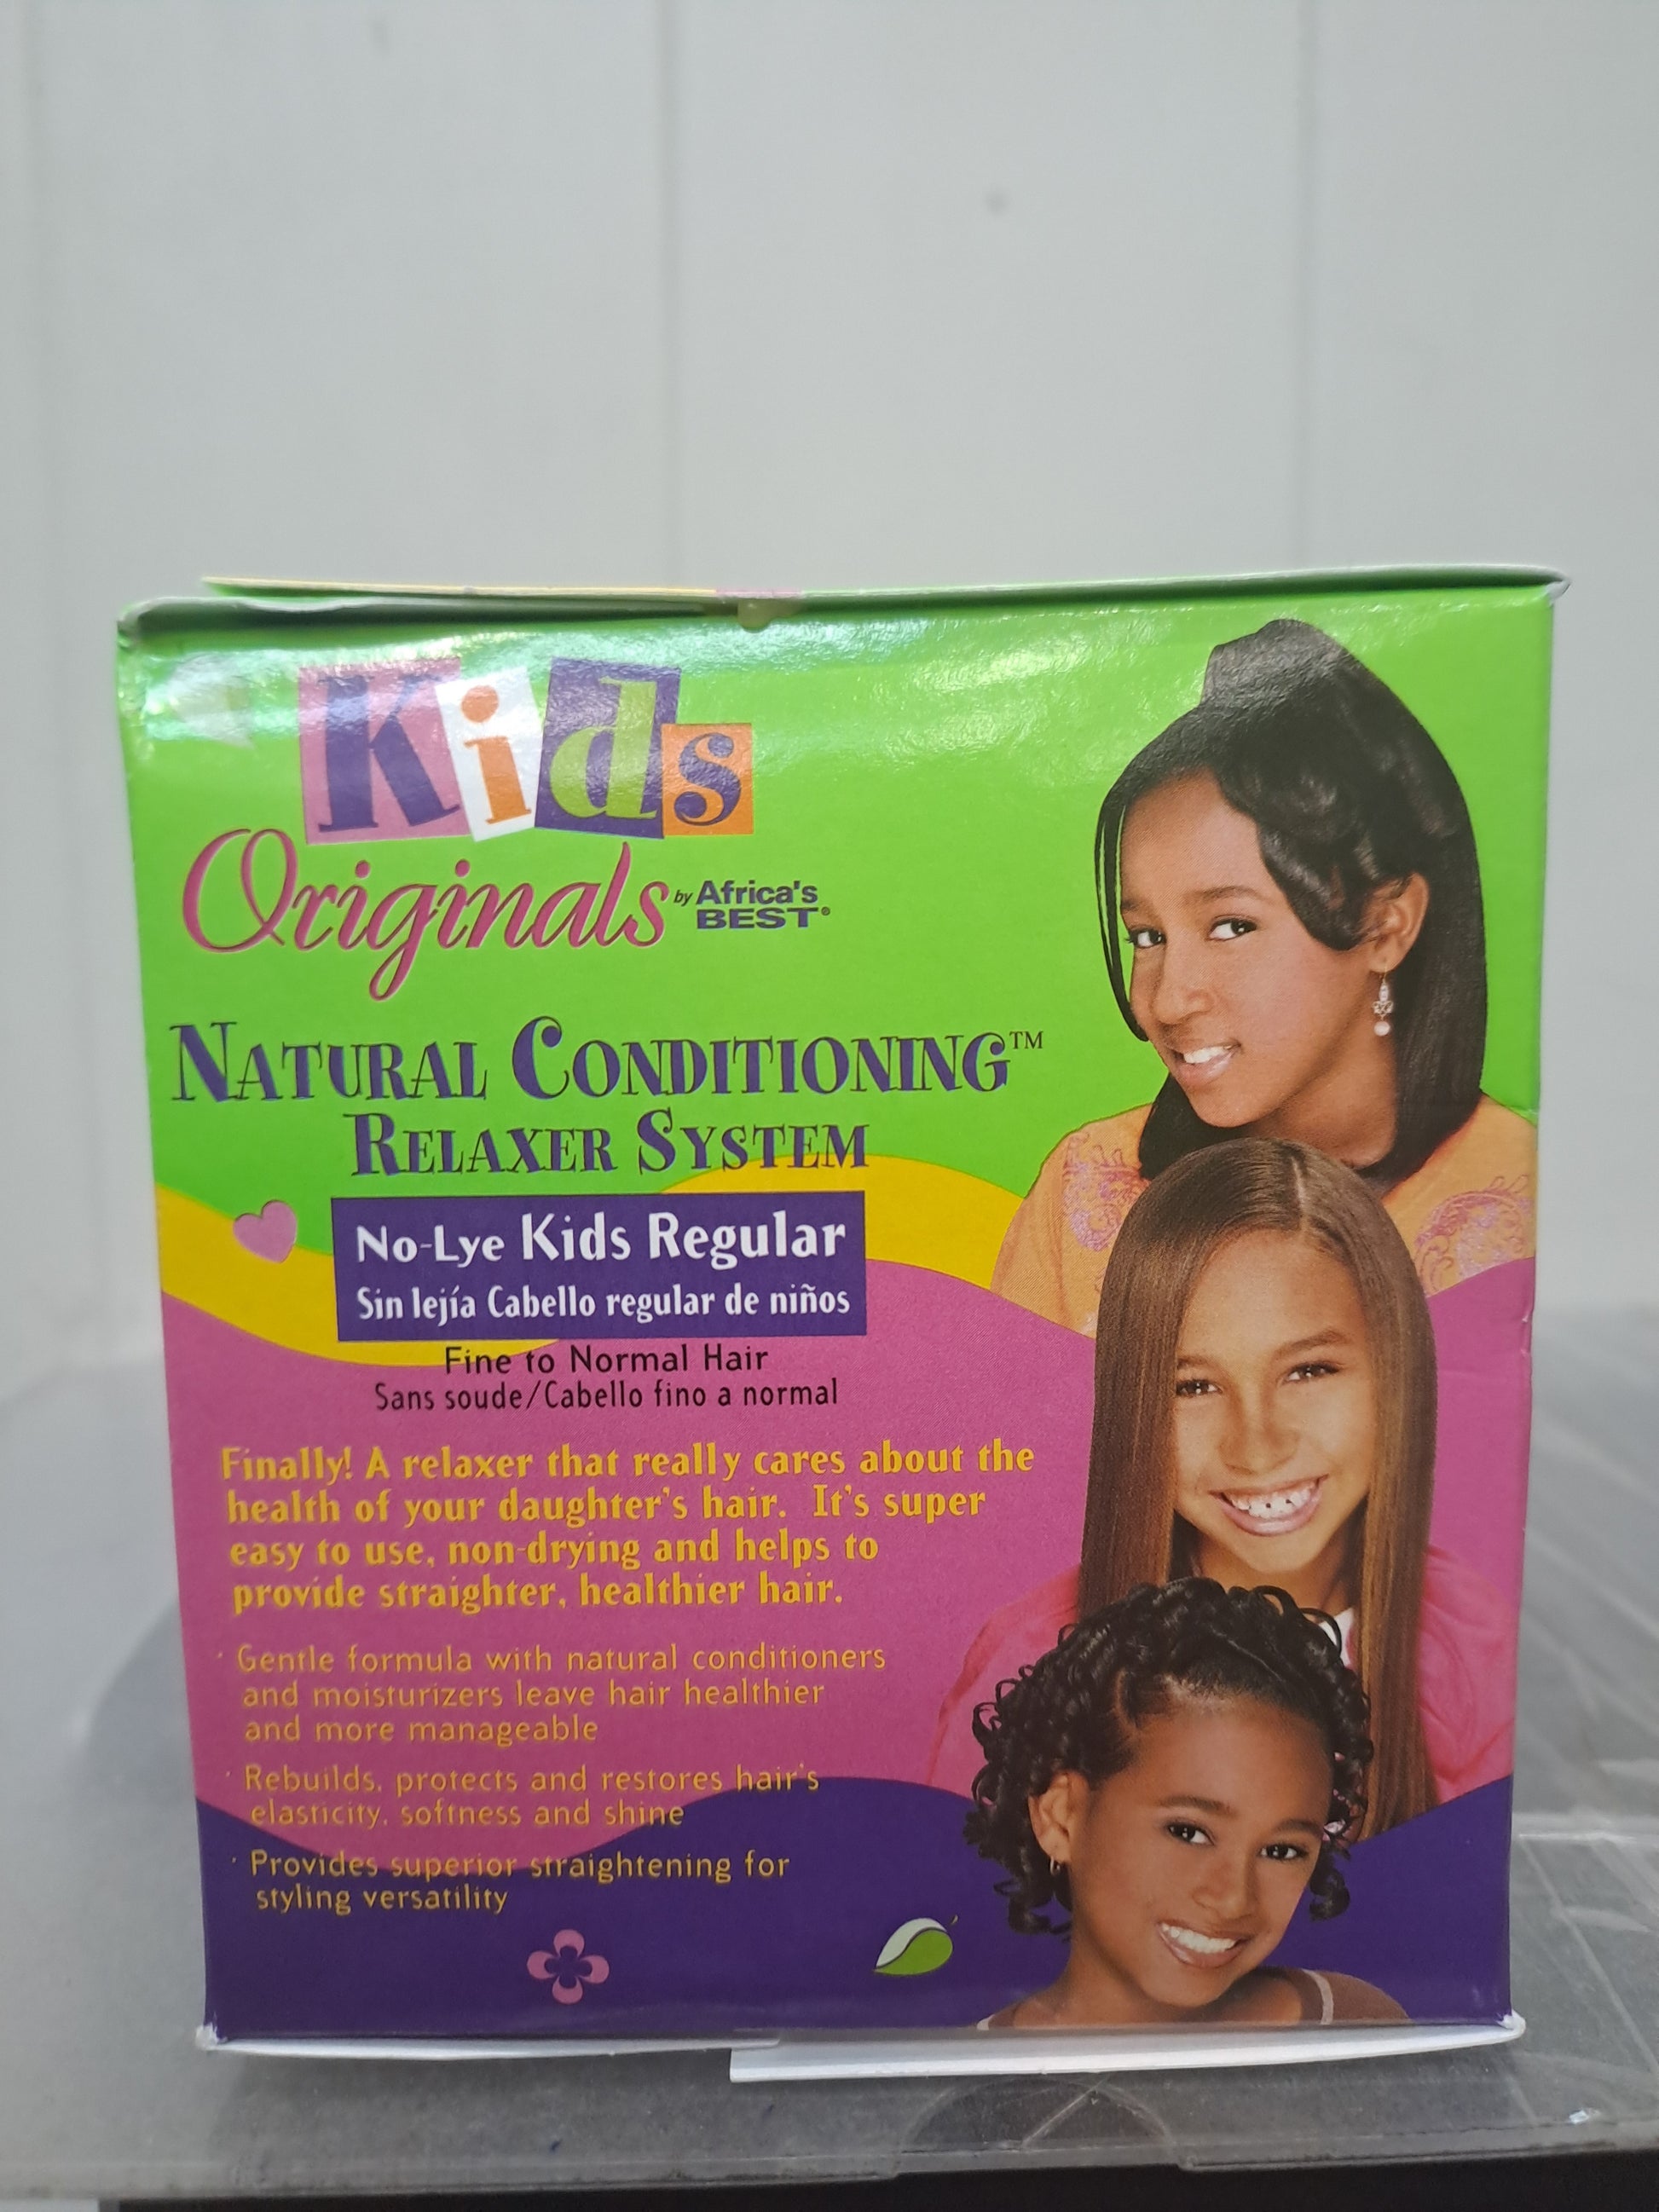 Kids
Originals by Africa's
BEST®
NATURAL CONDITIONING™
RELAXER SYSTEM
No-Lye Kids Regular
Sin lejía Cabello regular de niños
Fine to Normal Hair
Sans soude/Cabello fino a normal
Finally! A relaxer that really cares about the
health of your daughter's hair. It's super
easy to use, non-drying and helps to
provide straighter, healthier hair.
· Gentle formula with natural conditioners
and moisturizers leave hair healthier
and more manageable
· Rebuilds, protects and restores hair's
elasticity, softness and shine
· Provides superior straightening for
styling versatility